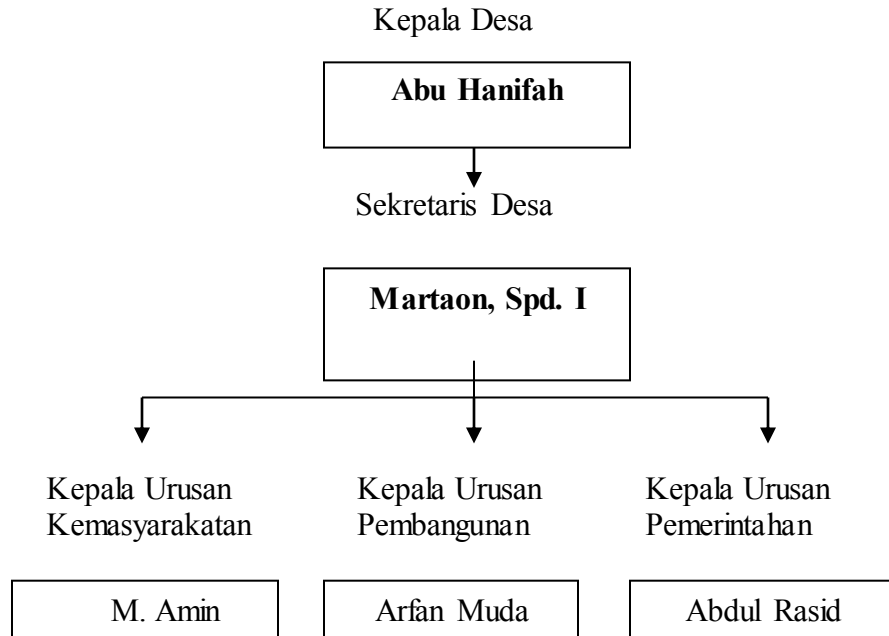 Kepala Desa
Abu Hanifah
Sekretaris Desa
Martaon, Spd. I
Kepala Urusan
Kemasyarakatan
Kepala Urusan
Pembangunan
Kepala Urusan
Pemerintahan
M. Amin
Arfan Muda
Abdul Rasid